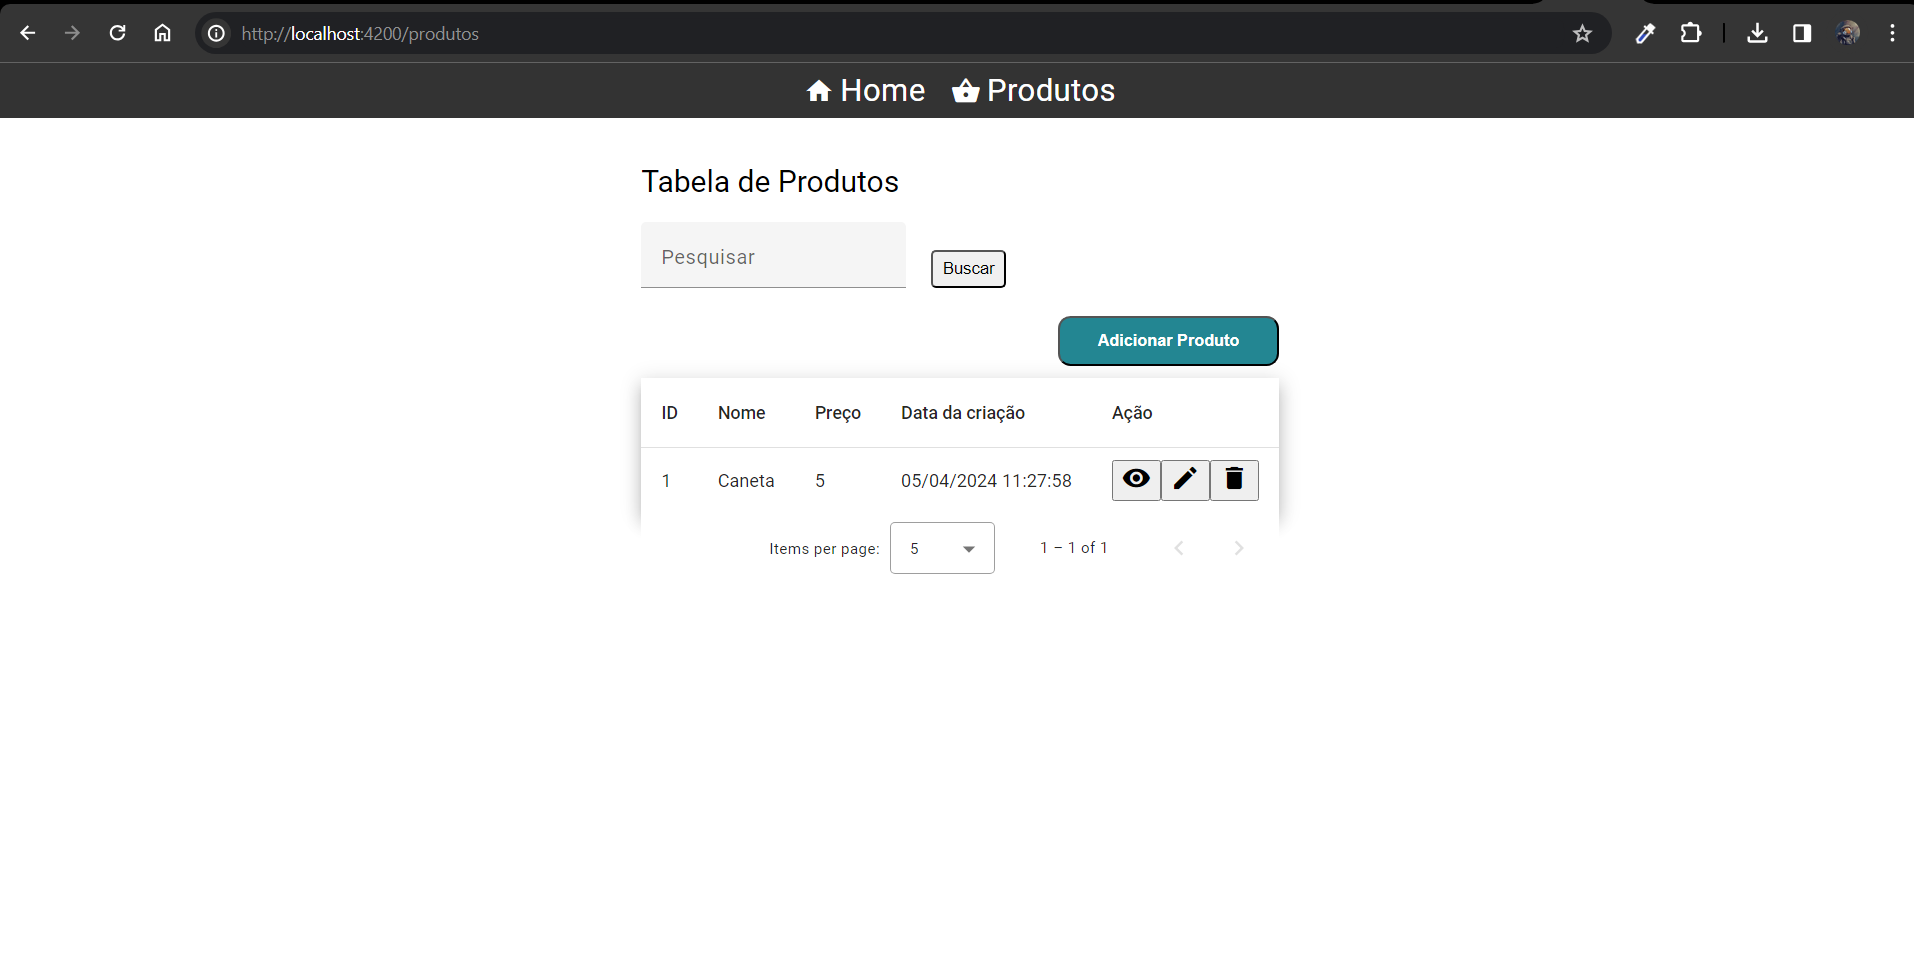 http://localhost:4200/produtos
Home Produtos
Tabela de Produtos
Pesquisar
Buscar
Adicionar Produto
ID Nome Preço Data da criação Ação
1 Caneta 5 05/04/2024 11:27:58
Items per page: 5 1 – 1 of 1